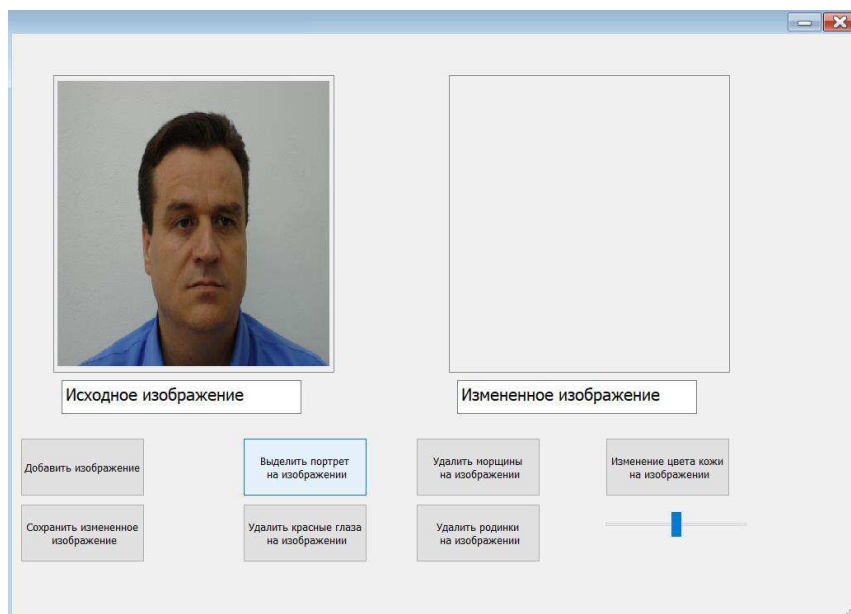 Исходное изображение
Измененное изображение
Добавить изображение
Выделить портрет
на изображении
Удалить морщины
на изображении
Изменение цвета кожи
на изображении
Сохранить измененное
изображение
Удалить красные глаза
на изображении
Удалить родинки
на изображении